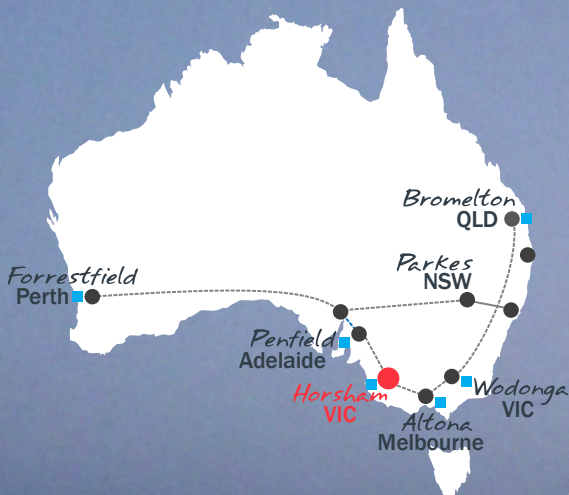 Bromelton
QLD
Parkes
NSW
Forrestfield
Perth
Penfield
Adelaide
Horsham
VIC
Wodonga
VIC
Altona
Melbourne